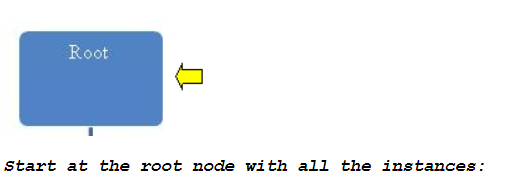 Root
Start at the root node with all the instances: